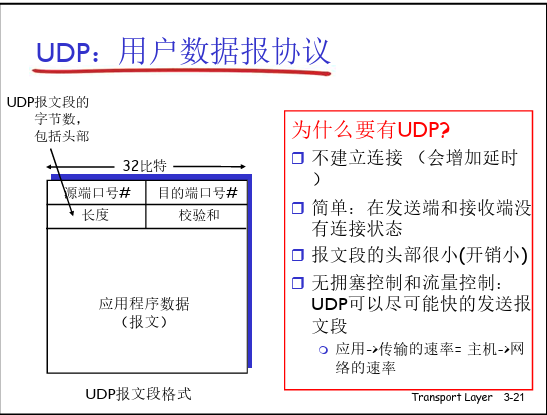 UDP：用户数据报协议
UDP报文段的
字节数，
包括头部
32比特
源端口号#
目的端口号#
长度
校验和
应用程序数据
（报文）
UDP报文段格式
为什么要有UDP?
不建立连接 （会增加延时
）
简单：在发送端和接收端没
有连接状态
报文段的头部很小(开销小)
无拥塞控制和流量控制：
UDP可以尽可能快的发送报
文段
应用->传输的速率= 主机->网
络的速率
Transport Layer 3-21